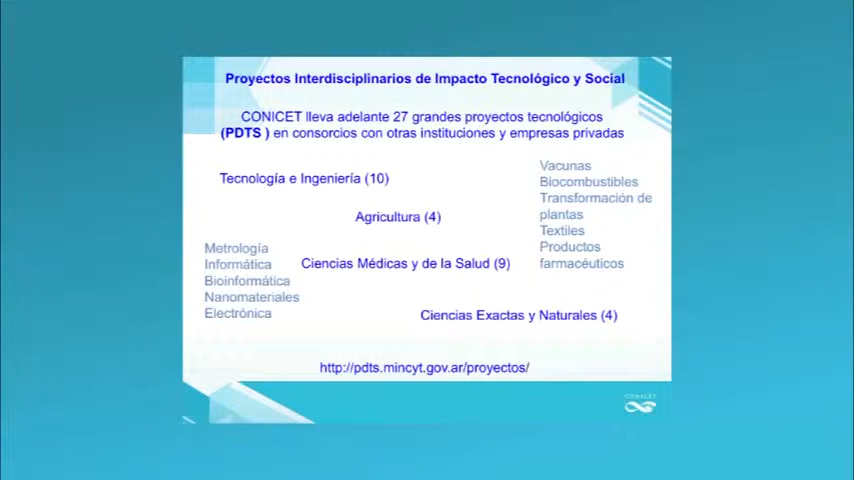 Proyectos Interdisciplinarios de Impacto Tecnológico y Social
CONICET lleva adelante 27 grandes proyectos tecnológicos
(PDTS ) en consorcios con otras instituciones y empresas privadas
Tecnología e Ingeniería (10)
Agricultura (4)
Ciencias Médicas y de la Salud (9)
Ciencias Exactas y Naturales (4)
Vacunas
Biocombustibles
Transformación de
plantas
Textiles
Productos
farmacéuticos
Metrología
Informática
Bioinformática
Nanomateriales
Electrónica
http://pdts.mincyt.gov.ar/proyectos/
CONICET